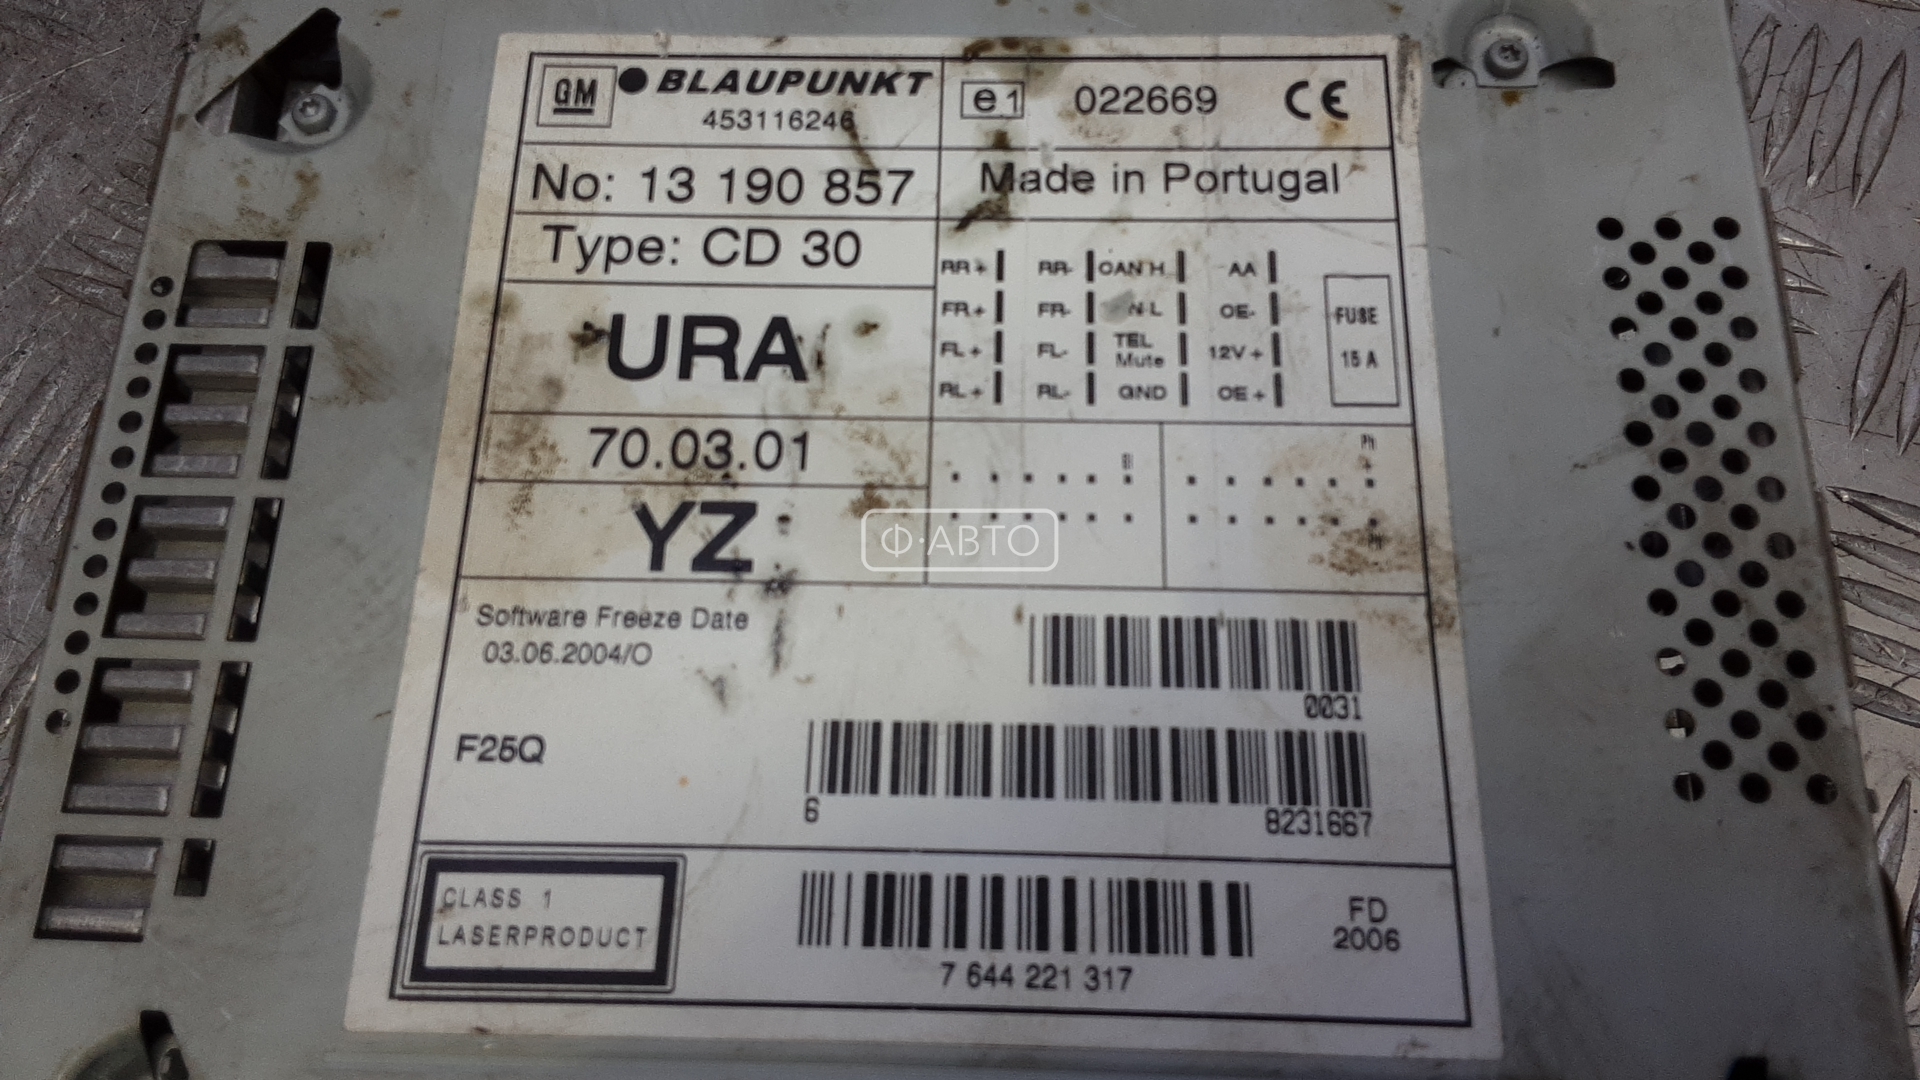 GM BLAUPUNKT
453116246
e1 022669 CE
No: 13 190 857
Made in Portugal
Type: CD 30
RR+ RR- CAN H AA
FR+ FR- N-L OE-
FL+ FL- TEL Mute 12V+
RL+ RL- GND OE+
FUSE
15 A
URA
70.03.01
YZ
Ph
+
Ф·АВТО
Software Freeze Date
03.06.2004/O
0031
F25Q
6 8231667
CLASS 1
LASERPRODUCT
7 644 221 317
FD
2006